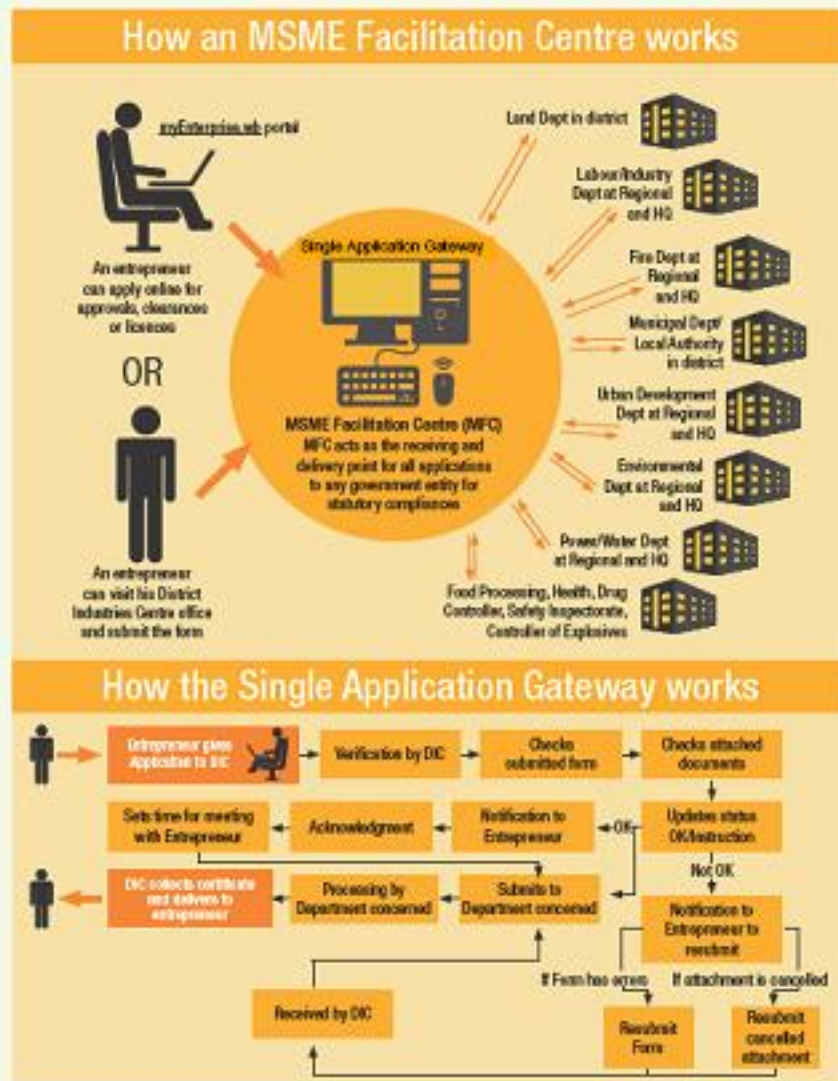 How an MSME Facilitation Centre works
myEnterprise.wb portal
An entrepreneur
can apply online for
approvals, clearances
or licences
OR
An entrepreneur
can visit his District
Industries Centre office
and submit the form
Single Application Gateway
MSME Facilitation Centre (MFC)
MFC acts as the receiving and
delivery point for all applications
to any government entity for
statutory compliances
Land Dept in district
Labour/Industry
Dept at Regional
and HQ
Fire Dept at
Regional
and HQ
Municipal Dept/
Local Authority
in district
Urban Development
Dept at Regional
and HQ
Environmental
Dept at Regional
and HQ
Power/Water Dept
at Regional and HQ
Food Processing, Health, Drug
Controller, Safety Inspectorate,
Controller of Explosives
How the Single Application Gateway works
Entrepreneur gives
Application to DIC
Verification by DIC
Checks
submitted form
Checks attached
documents
Sets time for meeting
with Entrepreneur
Acknowledgment
Notification to
Entrepreneur
OK
Updates status
OK/Instruction
Not OK
DIC collects certificate
and delivers to
entrepreneur
Processing by
Department concerned
Submits to
Department concerned
Notification to
Entrepreneur to
resubmit
If Form has errors
If attachment is cancelled
Received by DIC
Resubmit
Form
Resubmit
cancelled
attachment